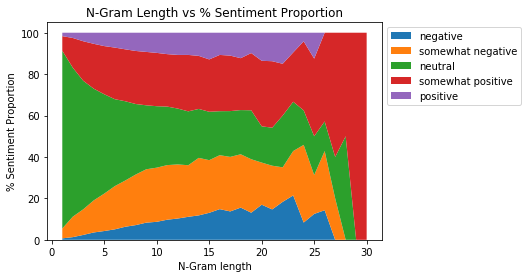 N-Gram Length vs % Sentiment Proportion
% Sentiment Proportion
100
80
60
40
20
0
0 5 10 15 20 25 30
N-Gram length
negative
somewhat negative
neutral
somewhat positive
positive